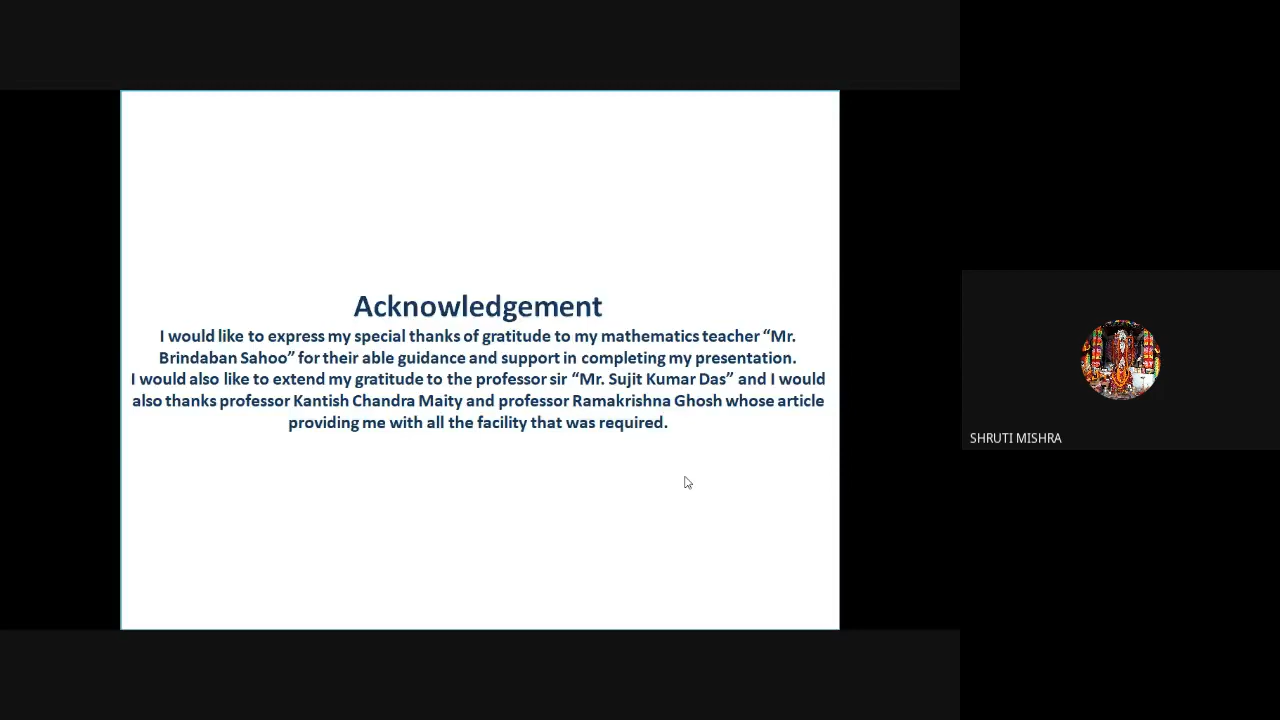 Acknowledgement
I would like to express my special thanks of gratitude to my mathematics teacher “Mr.
Brindaban Sahoo” for their able guidance and support in completing my presentation.
I would also like to extend my gratitude to the professor sir “Mr. Sujit Kumar Das” and I would
also thanks professor Kantish Chandra Maity and professor Ramakrishna Ghosh whose article
providing me with all the facility that was required.
SHRUTI MISHRA